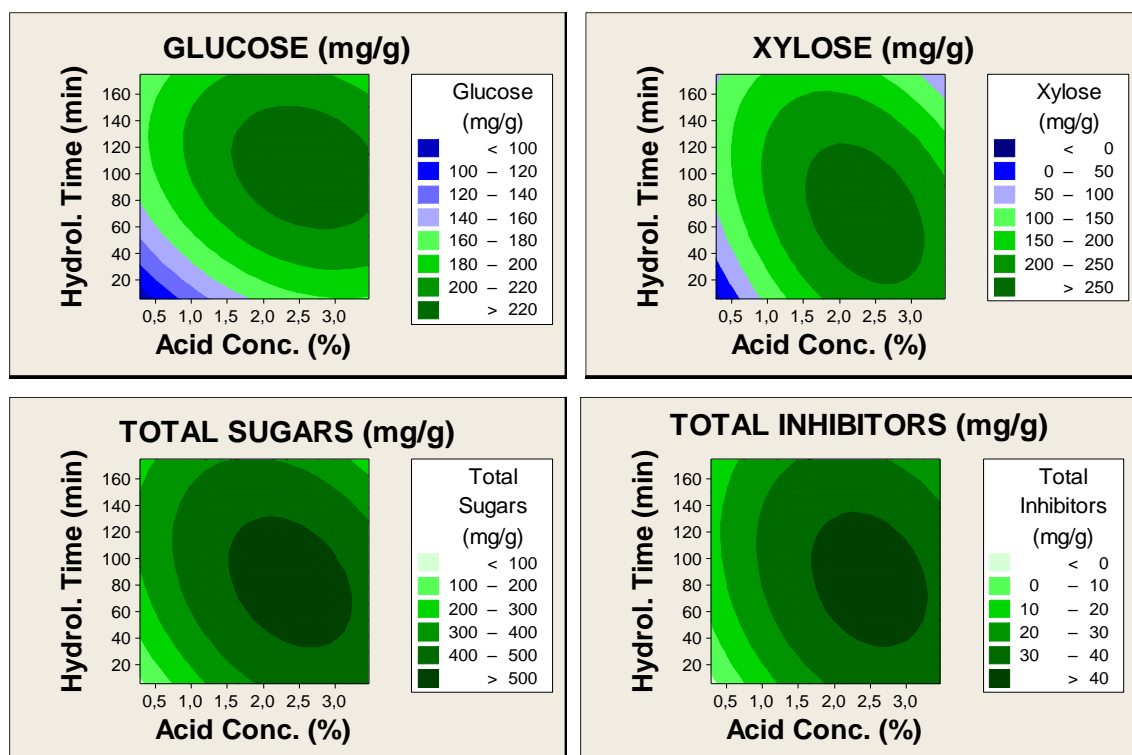 GLUCOSE (mg/g)
Hydrol. Time (min)
160
140
120
100
80
60
40
20
0,5 1,0 1,5 2,0 2,5 3,0
Acid Conc. (%)
Glucose
(mg/g)
< 100
100 – 120
120 – 140
140 – 160
160 – 180
180 – 200
200 – 220
> 220
XYLOSE (mg/g)
Hydrol. Time (min)
160
140
120
100
80
60
40
20
0,5 1,0 1,5 2,0 2,5 3,0
Acid Conc. (%)
Xylose
(mg/g)
< 0
0 – 50
50 – 100
100 – 150
150 – 200
200 – 250
> 250
TOTAL SUGARS (mg/g)
Hydrol. Time (min)
160
140
120
100
80
60
40
20
0,5 1,0 1,5 2,0 2,5 3,0
Acid Conc. (%)
Total
Sugars
(mg/g)
< 100
100 – 200
200 – 300
300 – 400
400 – 500
> 500
TOTAL INHIBITORS (mg/g)
Hydrol. Time (min)
160
140
120
100
80
60
40
20
0,5 1,0 1,5 2,0 2,5 3,0
Acid Conc. (%)
Total
Inhibitors
(mg/g)
< 0
0 – 10
10 – 20
20 – 30
30 – 40
> 40